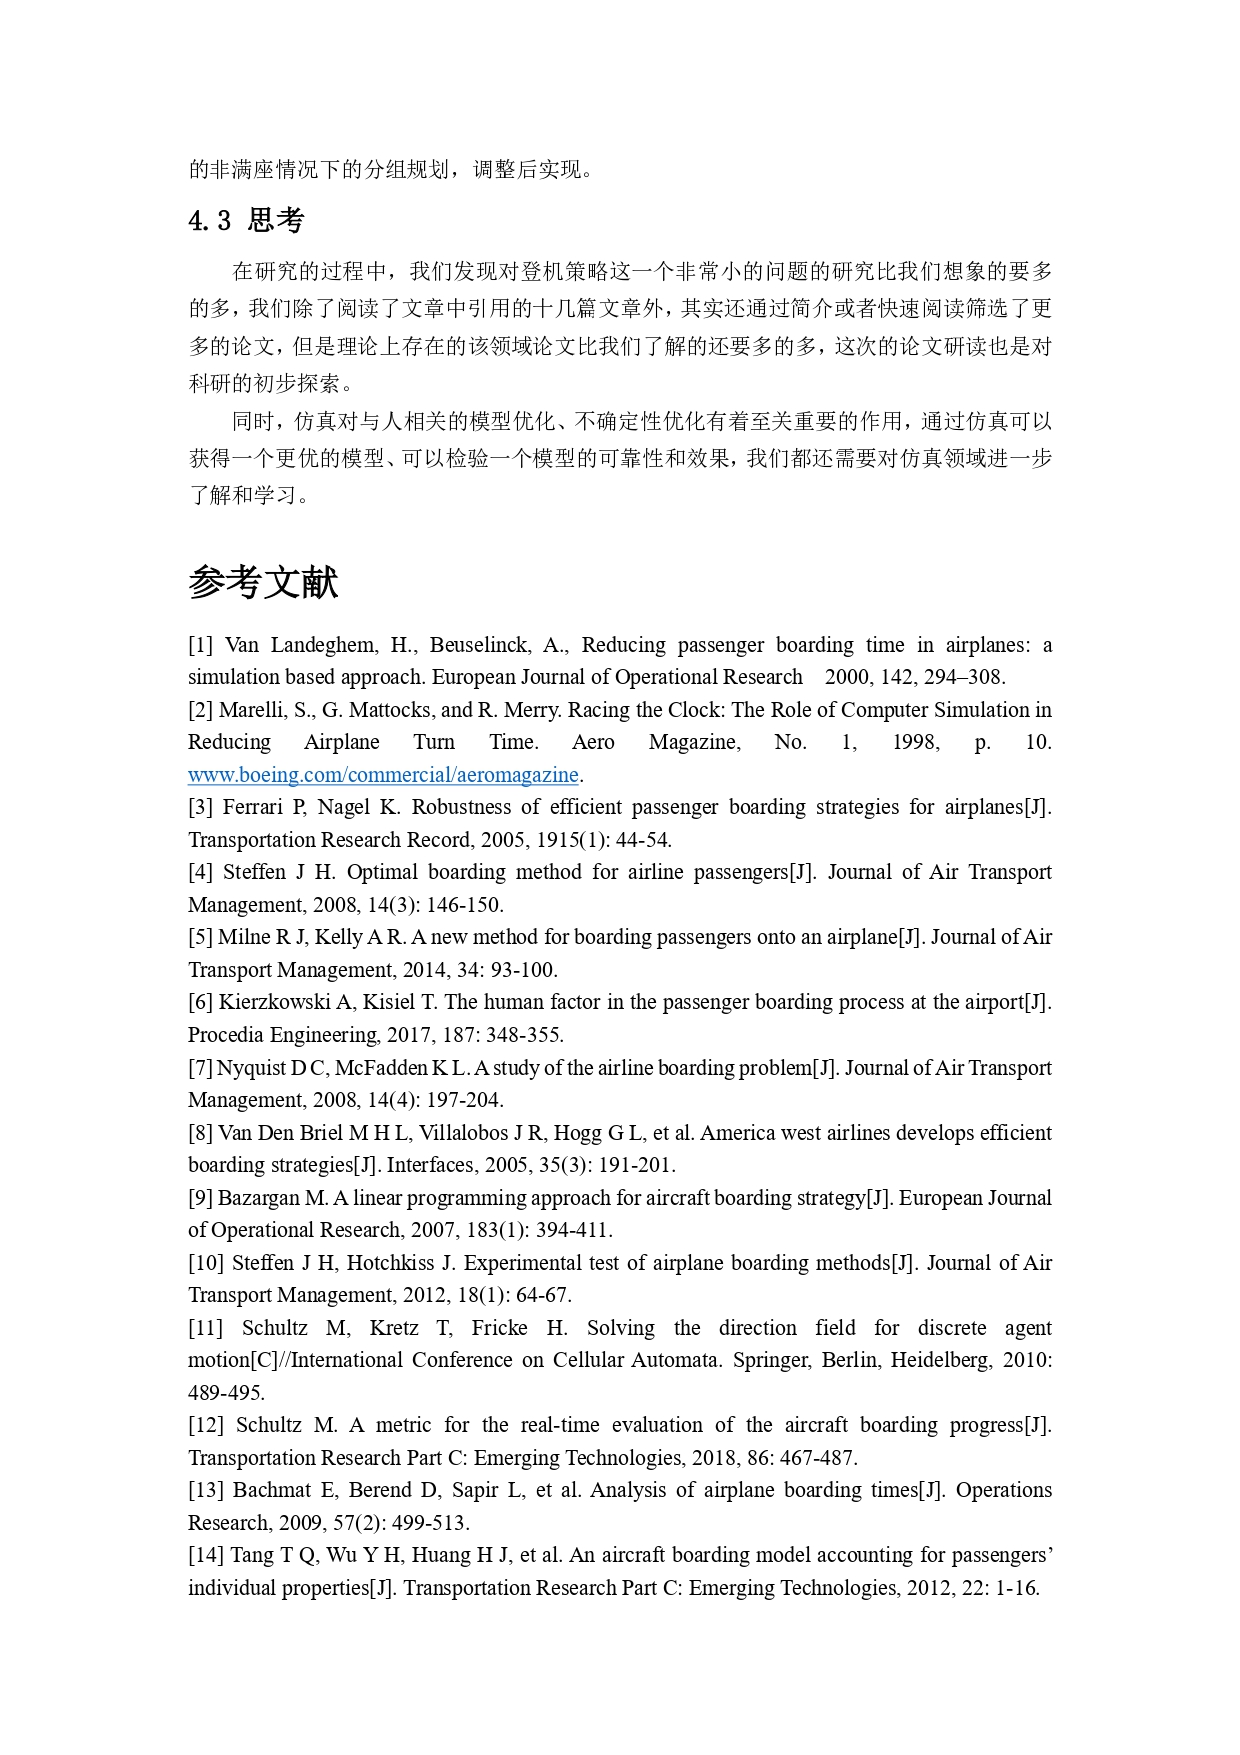 的非满座情况下的分组规划，调整后实现。
4.3 思考
在研究的过程中，我们发现对登机策略这一个非常小的问题的研究比我们想象的要多
的多，我们除了阅读了文章中引用的十几篇文章外，其实还通过简介或者快速阅读筛选了更
多的论文，但是理论上存在的该领域论文比我们了解的还要多的多，这次的论文研读也是对
科研的初步探索。
同时，仿真对与人相关的模型优化、不确定性优化有着至关重要的作用，通过仿真可以
获得一个更优的模型、可以检验一个模型的可靠性和效果，我们都还需要对仿真领域进一步
了解和学习。
参考文献
[1] Van Landeghem, H., Beuselinck, A., Reducing passenger boarding time in airplanes: a
simulation based approach. European Journal of Operational Research 2000, 142, 294–308.
[2] Marelli, S., G. Mattocks, and R. Merry. Racing the Clock: The Role of Computer Simulation in
Reducing Airplane Turn Time. Aero Magazine, No. 1, 1998, p. 10.
www.boeing.com/commercial/aeromagazine.
[3] Ferrari P, Nagel K. Robustness of efficient passenger boarding strategies for airplanes[J].
Transportation Research Record, 2005, 1915(1): 44-54.
[4] Steffen J H. Optimal boarding method for airline passengers[J]. Journal of Air Transport
Management, 2008, 14(3): 146-150.
[5] Milne R J, Kelly A R. A new method for boarding passengers onto an airplane[J]. Journal of Air
Transport Management, 2014, 34: 93-100.
[6] Kierzkowski A, Kisiel T. The human factor in the passenger boarding process at the airport[J].
Procedia Engineering, 2017, 187: 348-355.
[7] Nyquist D C, McFadden K L. A study of the airline boarding problem[J]. Journal of Air Transport
Management, 2008, 14(4): 197-204.
[8] Van Den Briel M H L, Villalobos J R, Hogg G L, et al. America west airlines develops efficient
boarding strategies[J]. Interfaces, 2005, 35(3): 191-201.
[9] Bazargan M. A linear programming approach for aircraft boarding strategy[J]. European Journal
of Operational Research, 2007, 183(1): 394-411.
[10] Steffen J H, Hotchkiss J. Experimental test of airplane boarding methods[J]. Journal of Air
Transport Management, 2012, 18(1): 64-67.
[11] Schultz M, Kretz T, Fricke H. Solving the direction field for discrete agent
motion[C]//International Conference on Cellular Automata. Springer, Berlin, Heidelberg, 2010:
489-495.
[12] Schultz M. A metric for the real-time evaluation of the aircraft boarding progress[J].
Transportation Research Part C: Emerging Technologies, 2018, 86: 467-487.
[13] Bachmat E, Berend D, Sapir L, et al. Analysis of airplane boarding times[J]. Operations
Research, 2009, 57(2): 499-513.
[14] Tang T Q, Wu Y H, Huang H J, et al. An aircraft boarding model accounting for passengers’
individual properties[J]. Transportation Research Part C: Emerging Technologies, 2012, 22: 1-16.